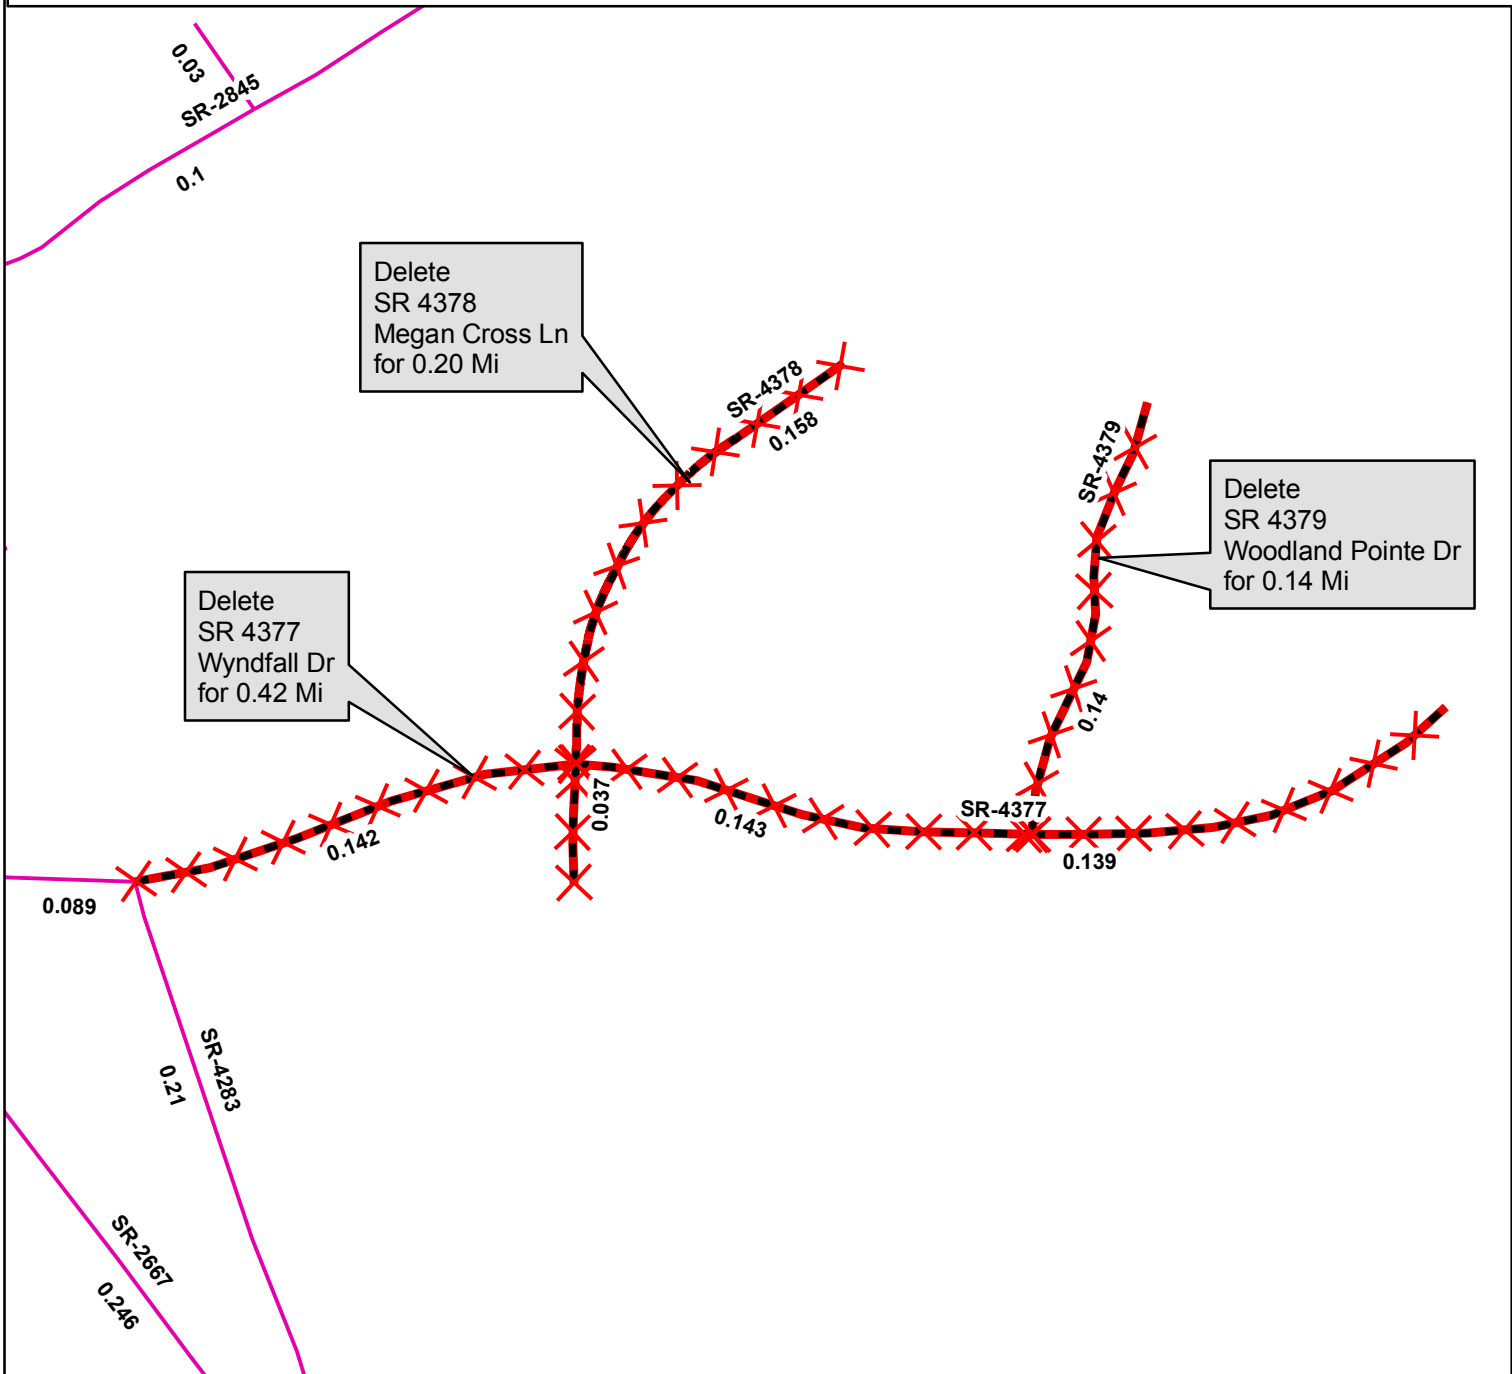 0.03
SR-2845
0.1
Delete
SR 4378
Megan Cross Ln
for 0.20 Mi
SR-4378
0.158
SR-4379
Delete
SR 4379
Woodland Pointe Dr
for 0.14 Mi
Delete
SR 4377
Wyndfall Dr
for 0.42 Mi
0.14
0.037
SR-4377
0.143
0.142
0.139
0.089
SR-4283
0.21
SR-2667
0.246